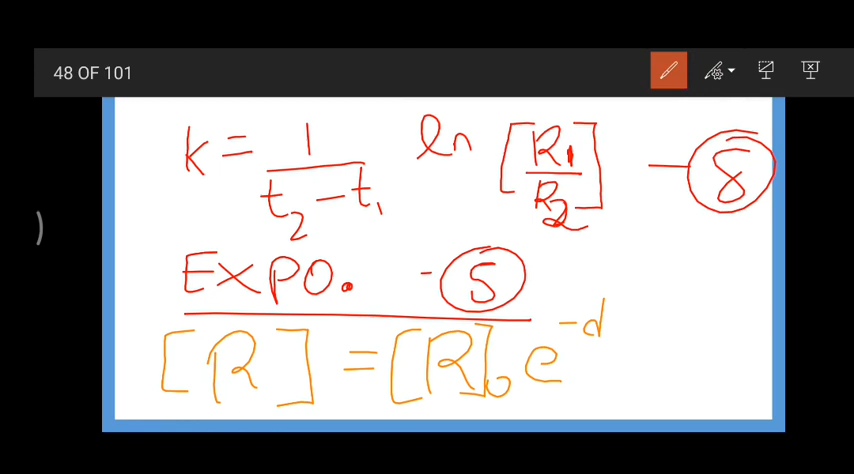 48 OF 101
k = 1/(t₂ - t₁) ln [R₁/R₂] — ⑧
EXPO. - ⑤
[R] = [R]₀ e^(-d